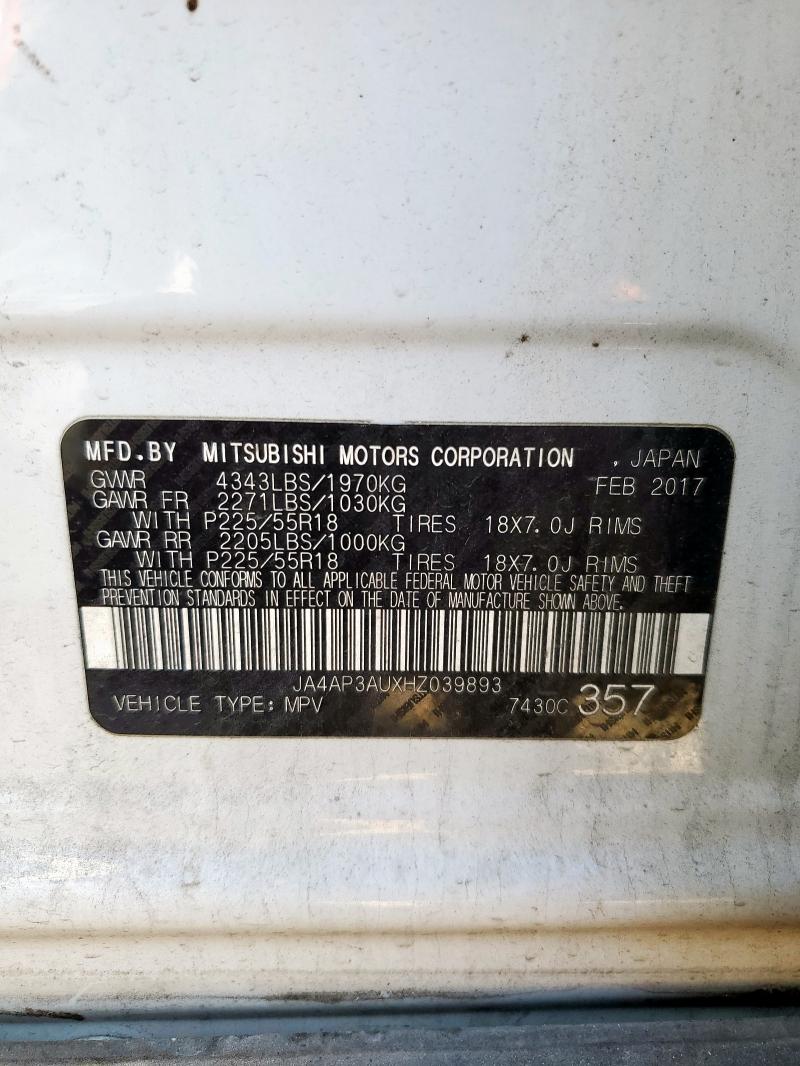 MFD.BY MITSUBISHI MOTORS CORPORATION , JAPAN
GVWR 4343LBS/1970KG FEB 2017
GAWR FR 2271LBS/1030KG
WITH P225/55R18 TIRES 18X7.0J RIMS
GAWR RR 2205LBS/1000KG
WITH P225/55R18 TIRES 18X7.0J RIMS
THIS VEHICLE CONFORMS TO ALL APPLICABLE FEDERAL MOTOR VEHICLE SAFETY AND THEFT
PREVENTION STANDARDS IN EFFECT ON THE DATE OF MANUFACTURE SHOWN ABOVE.
JA4AP3AUXHZ039893
VEHICLE TYPE: MPV 7430C 357